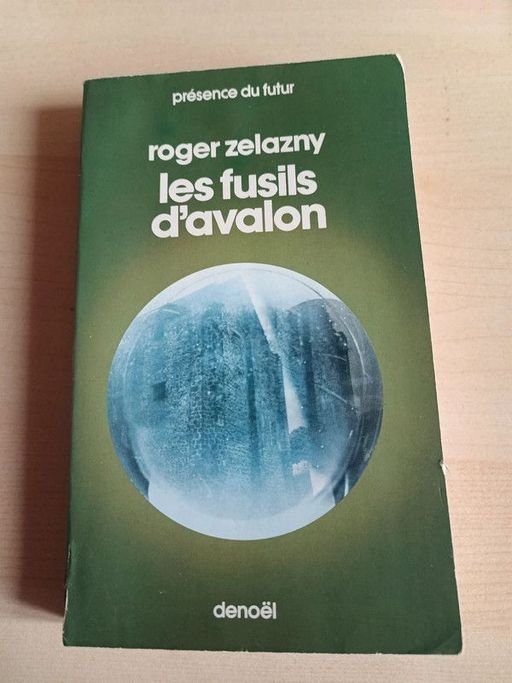 présence du futur
roger zelazny
les fusils
d'avalon
denoël